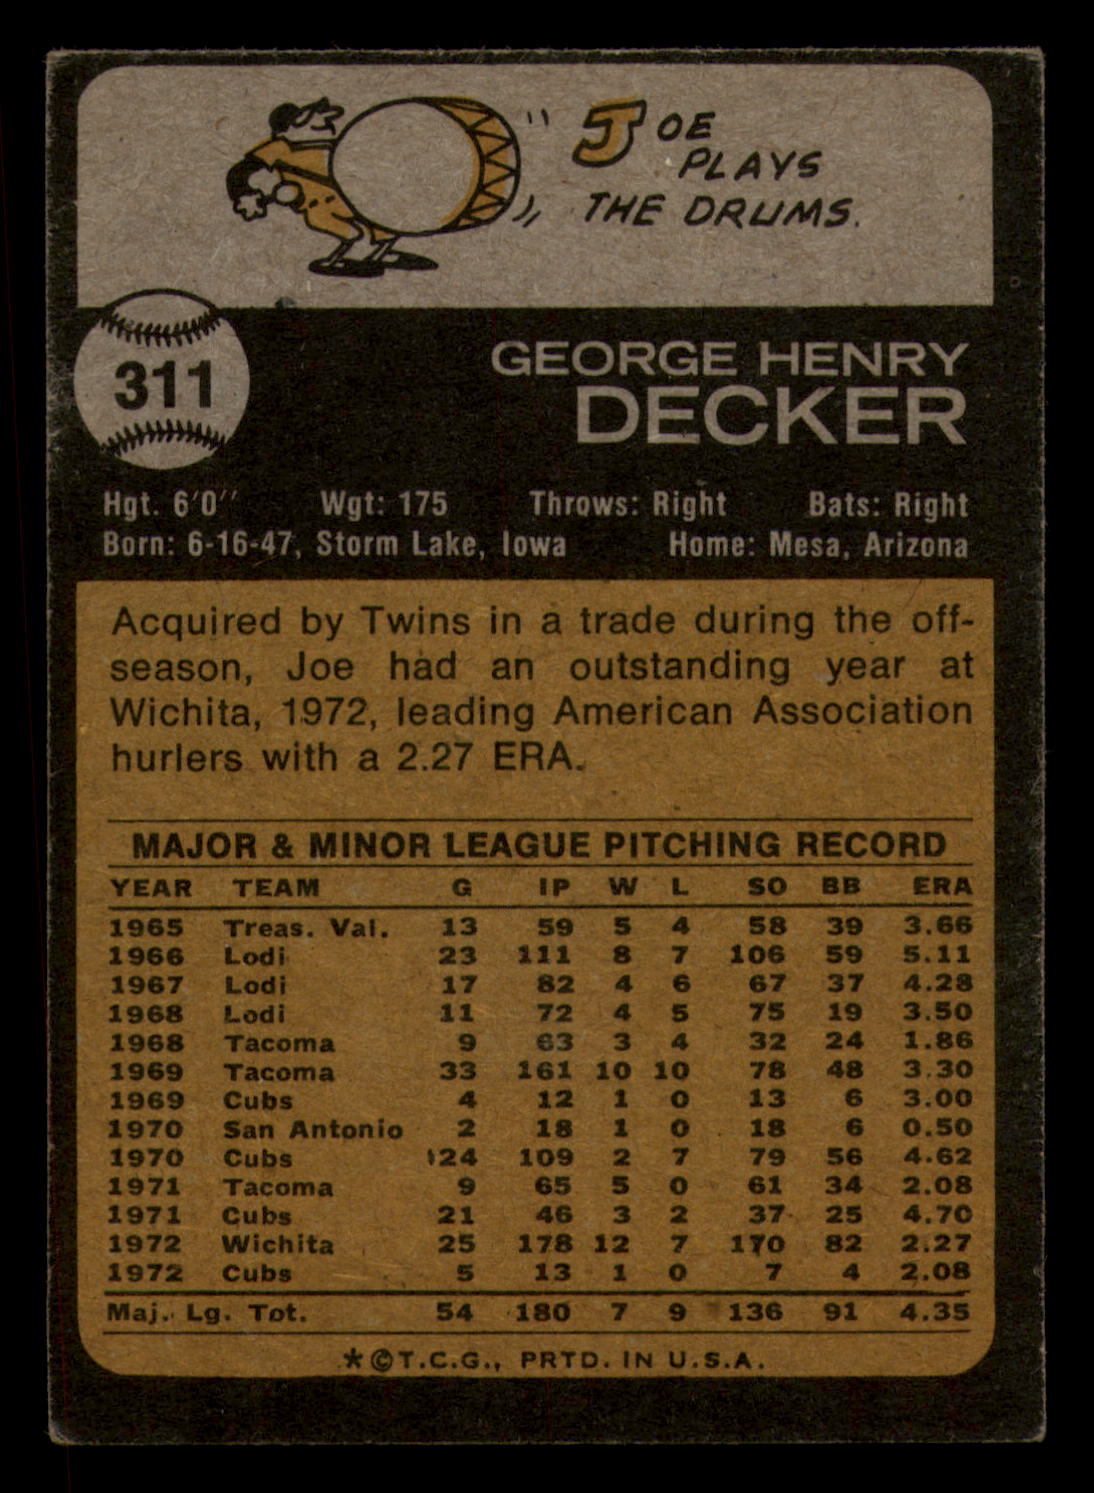 "JOE
PLAYS
THE DRUMS.
311
GEORGE HENRY
DECKER
Hgt. 6'0" Wgt: 175 Throws: Right Bats: Right
Born: 6-16-47, Storm Lake, Iowa Home: Mesa, Arizona
Acquired by Twins in a trade during the off-
season, Joe had an outstanding year at
Wichita, 1972, leading American Association
hurlers with a 2.27 ERA.
MAJOR & MINOR LEAGUE PITCHING RECORD
YEAR TEAM G IP W L SO BB ERA
1965 Treas. Val. 13 59 5 4 58 39 3.66
1966 Lodi 23 111 8 7 106 59 5.11
1967 Lodi 17 82 4 6 67 37 4.28
1968 Lodi 11 72 4 5 75 19 3.50
1968 Tacoma 9 63 3 4 32 24 1.86
1969 Tacoma 33 161 10 10 78 48 3.30
1969 Cubs 4 12 1 0 13 6 3.00
1970 San Antonio 2 18 1 0 18 6 0.50
1970 Cubs 24 109 2 7 79 56 4.62
1971 Tacoma 9 65 5 0 61 34 2.08
1971 Cubs 21 46 3 2 37 25 4.70
1972 Wichita 25 178 12 7 170 82 2.27
1972 Cubs 5 13 1 0 7 4 2.08
Maj. Lg. Tot. 54 180 7 9 136 91 4.35
*©T.C.G., PRTD. IN U.S.A.